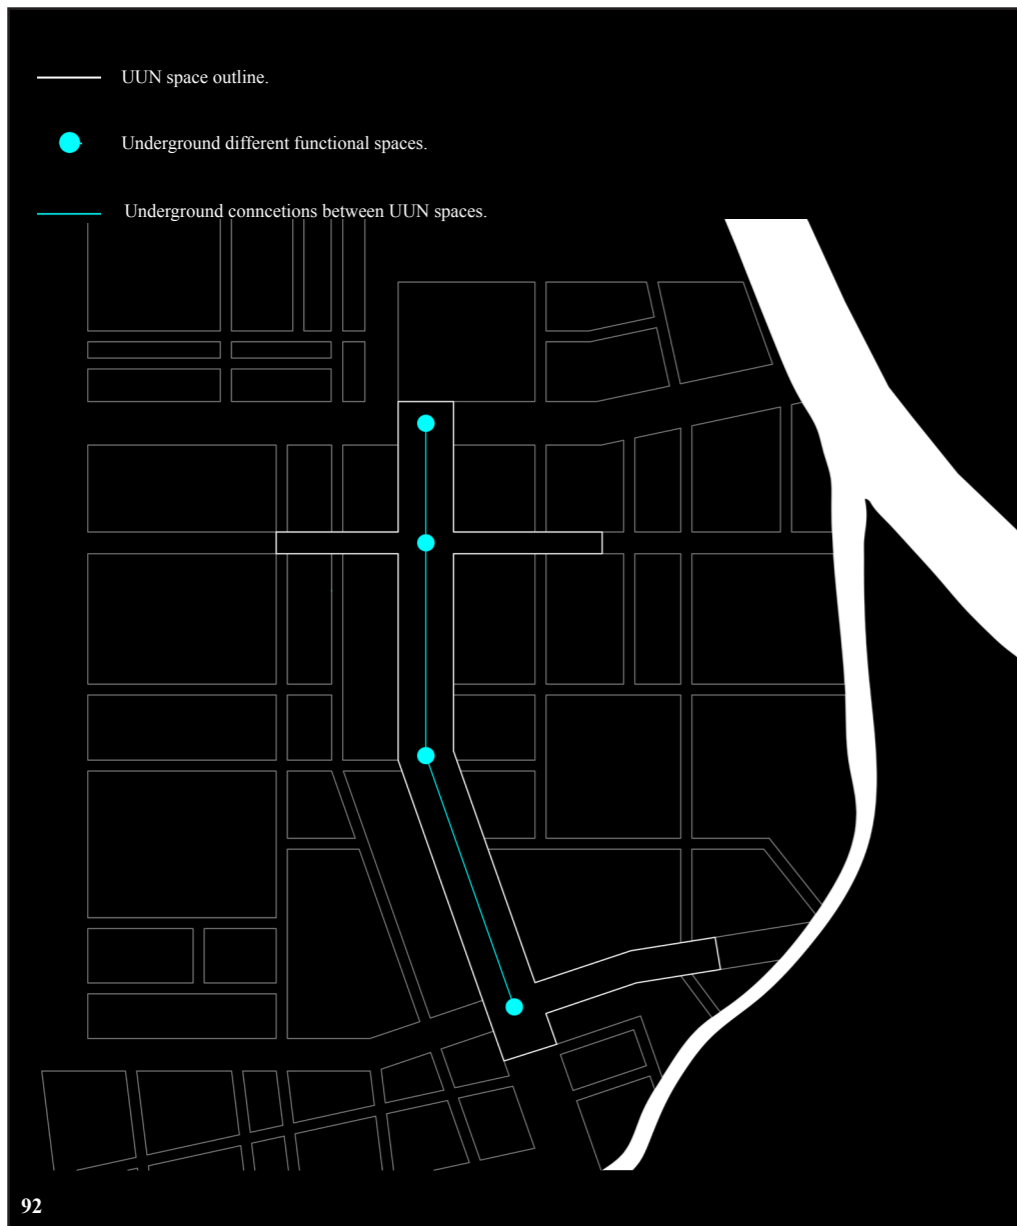 UUN space outline.
Underground different functional spaces.
Underground conncetions between UUN spaces.
92